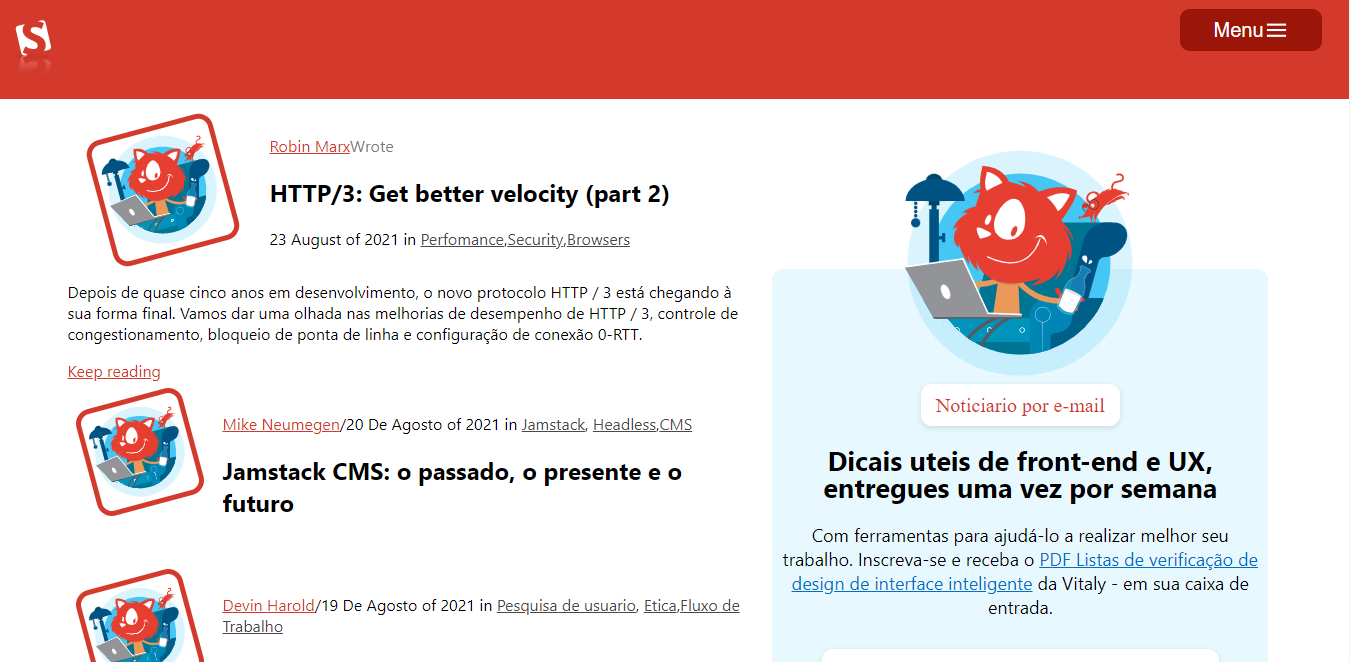 Menu
Robin MarxWrote
HTTP/3: Get better velocity (part 2)
23 August of 2021 in Perfomance,Security,Browsers
Depois de quase cinco anos em desenvolvimento, o novo protocolo HTTP / 3 está chegando à
sua forma final. Vamos dar uma olhada nas melhorias de desempenho de HTTP / 3, controle de
congestionamento, bloqueio de ponta de linha e configuração de conexão 0-RTT.
Keep reading
Mike Neumegen/20 De Agosto of 2021 in Jamstack, Headless,CMS
Jamstack CMS: o passado, o presente e o
futuro
Devin Harold/19 De Agosto of 2021 in Pesquisa de usuario, Etica,Fluxo de
Trabalho
Noticiario por e-mail
Dicais uteis de front-end e UX,
entregues uma vez por semana
Com ferramentas para ajudá-lo a realizar melhor seu
trabalho. Inscreva-se e receba o PDF Listas de verificação de
design de interface inteligente da Vitaly - em sua caixa de
entrada.